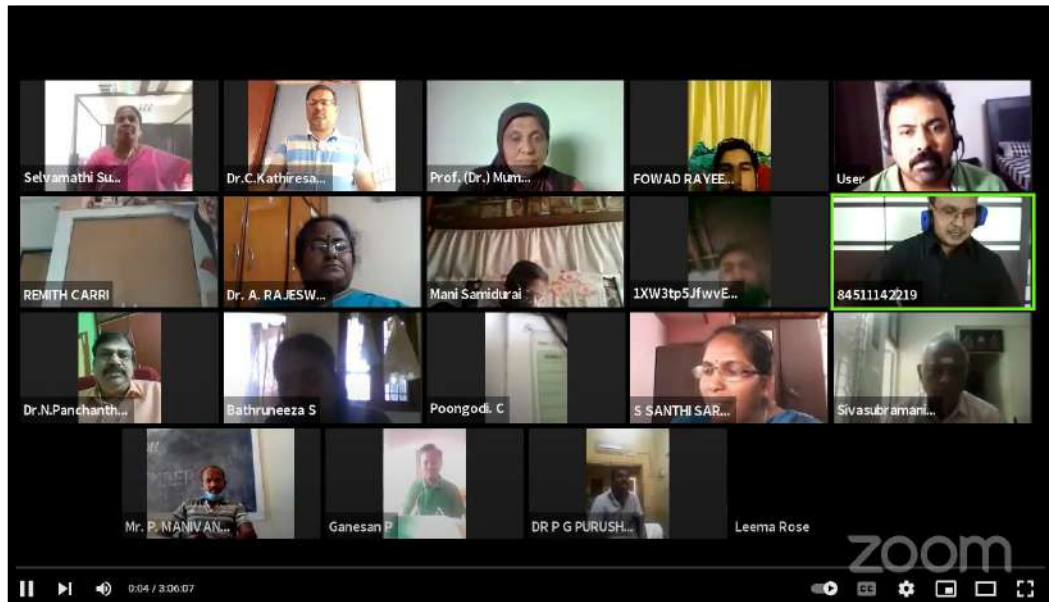 Selvamathi Su...
Dr.C.Kathiresa...
Prof. (Dr.) Mum...
FOWAD RAYEE...
User
REMITH CARRI
Dr. A. RAJESW...
Mani Samidurai
1XW3tp5JfwvE...
84511142219
Dr.N.Panchanth...
Bathruneeza S
Poongodi. C
S SANTHI SAR...
Sivasubramani...
Mr. P. MANIVAN...
Ganesan P
DR P G PURUSH...
Leema Rose
zoom
0:04 / 3:06:07
CC